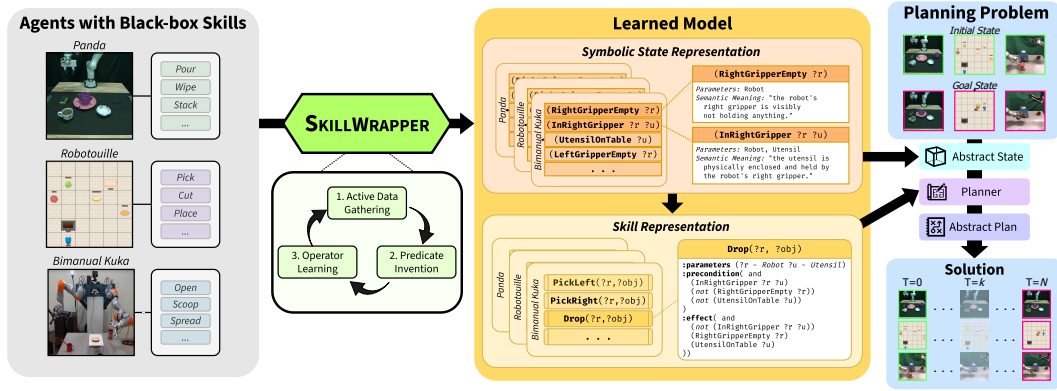 Agents with Black-box Skills
Panda
Pour
Wipe
Stack
...
Robotouille
Pick
Cut
Place
...
Bimanual Kuka
Open
Scoop
Spread
...
SKILLWRAPPER
1. Active Data
Gathering
2. Predicate
Invention
3. Operator
Learning
Learned Model
Symbolic State Representation
Panda
Robotouille
Bimanual Kuka
(RightGripperEmpty ?r)
(InRightGripper ?r ?u)
(UtensilOnTable ?u)
(LeftGripperEmpty ?r)
. . .
(RightGripperEmpty ?r)
Parameters: Robot
Semantic Meaning: "the robot's
right gripper is visibly
not holding anything."
(InRightGripper ?r ?u)
Parameters: Robot, Utensil
Semantic Meaning: "the utensil is
physically enclosed and held by
the robot's right gripper."
Skill Representation
Panda
Robotouille
Bimanual Kuka
PickLeft(?r,?obj)
PickRight(?r,?obj)
Drop(?r,?obj)
. . .
Drop(?r, ?obj)
:parameters (?r - Robot ?u - Utensil)
:precondition( and
(InRightGripper ?r ?u)
(not (RightGripperEmpty ?r))
(not (UtensilOnTable ?u))
)
:effect( and
(not (InRightGripper ?r ?u))
(RightGripperEmpty ?r)
(UtensilOnTable ?u)
))
Planning Problem
Initial State
Goal State
Abstract State
Planner
Abstract Plan
Solution
T=0 T=k T=N
. . . . . .
. . . . . .
. . . . . .